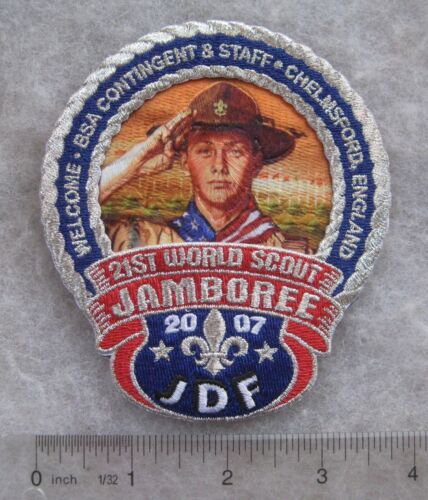 WELCOME • BSA CONTINGENT & STAFF • CHELMSFORD, ENGLAND
21ST WORLD SCOUT
JAMBOREE
20 07
JDF
0 inch 1/32 1 2 3 4